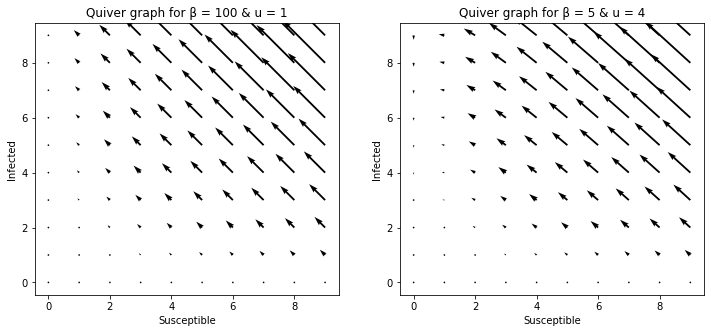 Quiver graph for β = 100 & u = 1
Infected
8
6
4
2
0
0 2 4 6 8
Susceptible
Quiver graph for β = 5 & u = 4
Infected
8
6
4
2
0
0 2 4 6 8
Susceptible